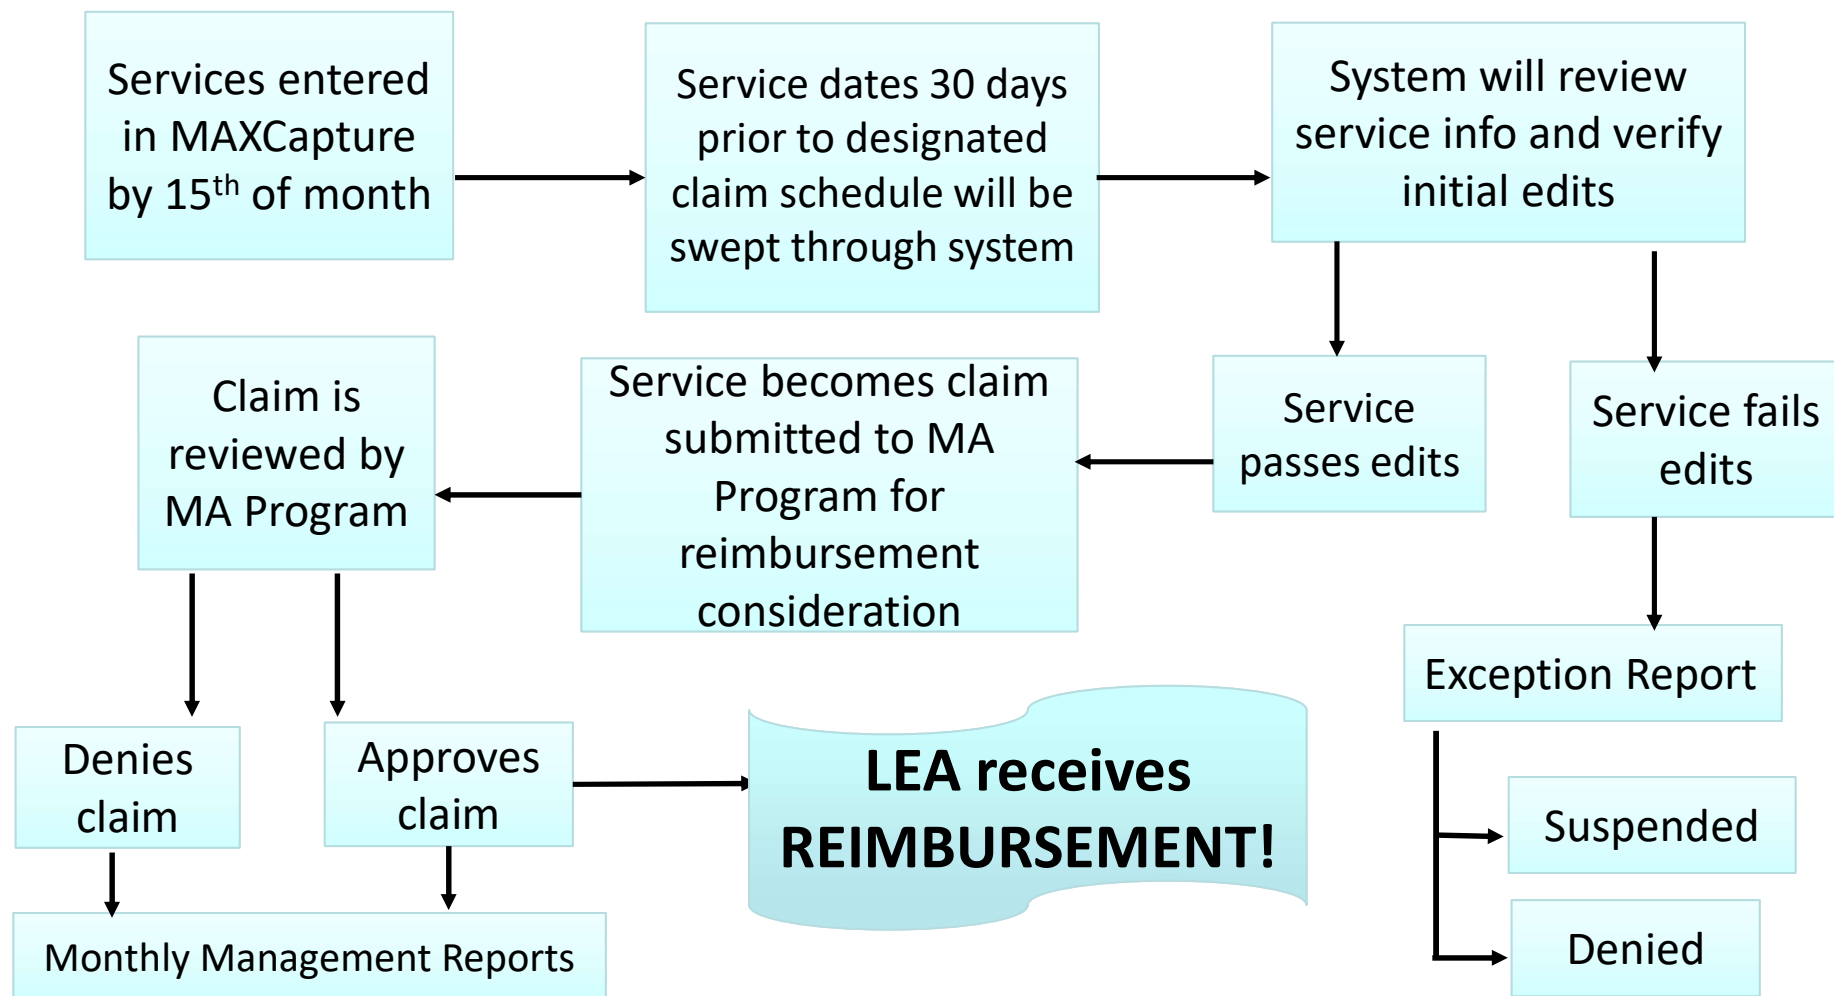 Services entered
in MAXCapture
by 15th of month
Service dates 30 days
prior to designated
claim schedule will be
swept through system
System will review
service info and verify
initial edits
Claim is
reviewed by
MA Program
Service becomes claim
submitted to MA
Program for
reimbursement
consideration
Service
passes edits
Service fails
edits
Exception Report
Denies
claim
Approves
claim
LEA receives
REIMBURSEMENT!
Suspended
Denied
Monthly Management Reports